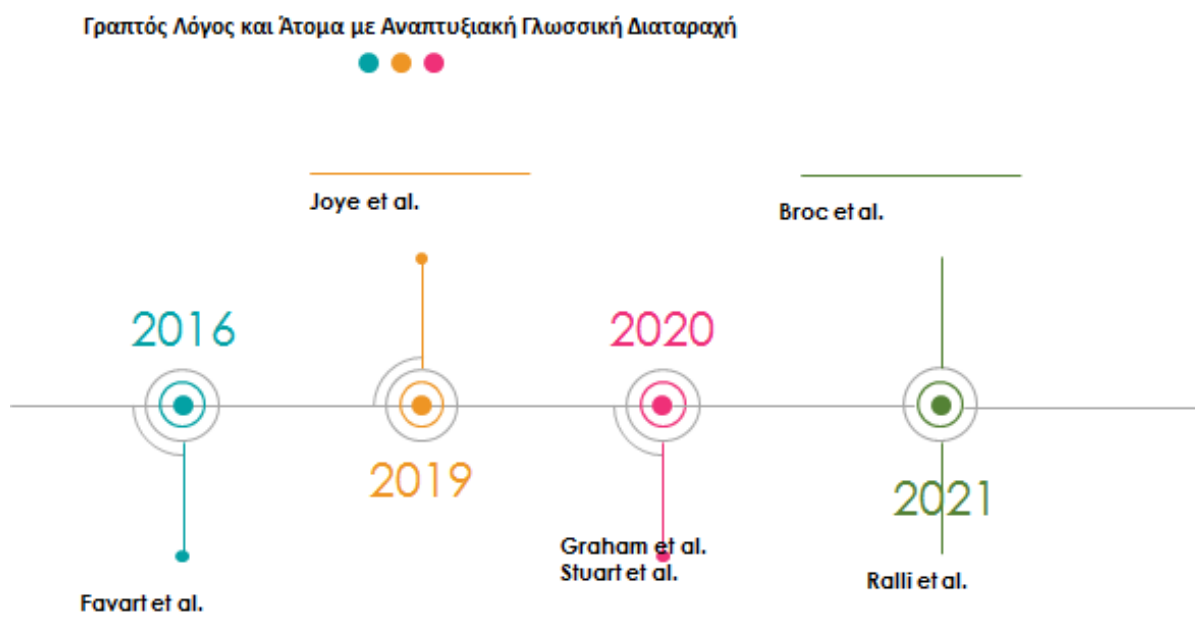 Γραπτός Λόγος και Άτομα με Αναπτυξιακή Γλωσσική Διαταραχή
Joye et al.
Broc et al.
2016
2020
2019
2021
Graham et al.
Stuart et al.
Ralli et al.
Favart et al.